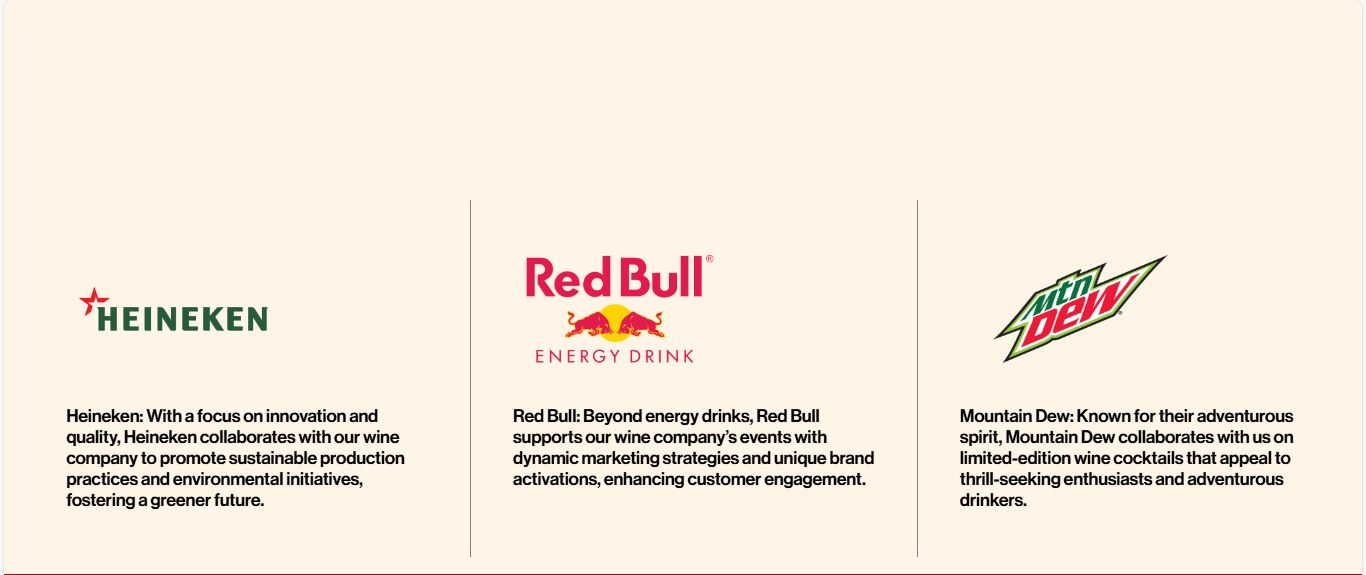 HEINEKEN
Heineken: With a focus on innovation and
quality, Heineken collaborates with our wine
company to promote sustainable production
practices and environmental initiatives,
fostering a greener future.
Red Bull®
ENERGY DRINK
Red Bull: Beyond energy drinks, Red Bull
supports our wine company’s events with
dynamic marketing strategies and unique brand
activations, enhancing customer engagement.
Mtn
Dew®
Mountain Dew: Known for their adventurous
spirit, Mountain Dew collaborates with us on
limited-edition wine cocktails that appeal to
thrill-seeking enthusiasts and adventurous
drinkers.